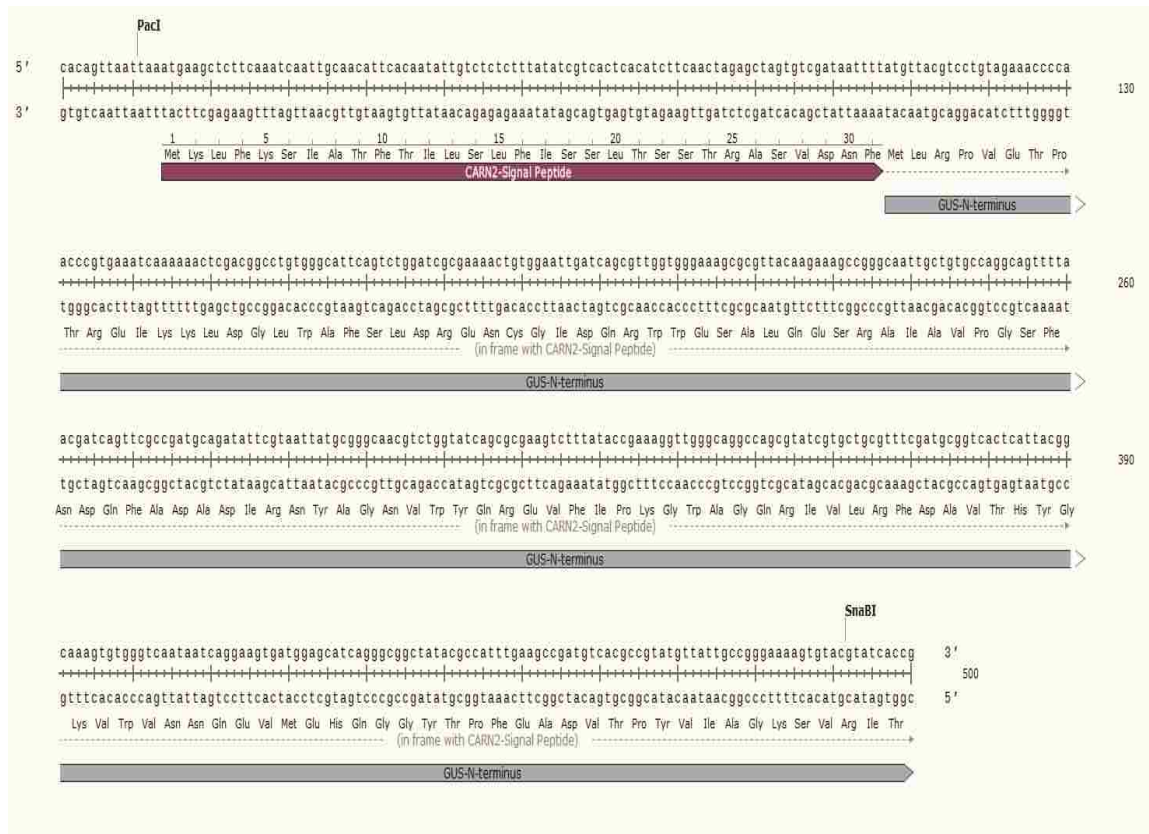 PacI
5' cacagttaattaaatgaagctcttcaaatcaattgcaacattcacaatattgtctctctttatatcgtcactcacatcttcaactagagctagtgtcgataattttatgttacgtcctgtagaaacccca
130
3' gtgtcaattaatttacttcgagaagtttagttaacgttgtaagtgttataacagagagaaatatagcagtgagtgtagaagttgatctcgatcacagctattaaaatacaatgcaggacatctttggggt
1 5 10 15 20 25 30
Met Lys Leu Phe Lys Ser Ile Ala Thr Phe Thr Ile Leu Ser Leu Phe Ile Ser Ser Leu Thr Ser Ser Thr Arg Ala Ser Val Asp Asn Phe Met Leu Arg Pro Val Glu Thr Pro
CARN2-Signal Peptide
GUS-N-terminus
acccgtgaaatcaaaaaactcgacggcctgtgggcattcagtctggatcgcgaaaactgtggaattgatcagcgttggtgggaaagcgcgttacaagaaagccgggcaattgctgtgccaggcagtttta
260
tgggcactttagttttttgagctgccggacacccgtaagtcagacctagcgcttttgacaccttaactagtcgcaaccaccctttcgcgcaatgttctttcggcccgttaacgacacggtccgtcaaaat
Thr Arg Glu Ile Lys Lys Leu Asp Gly Leu Trp Ala Phe Ser Leu Asp Arg Glu Asn Cys Gly Ile Asp Gln Arg Trp Trp Glu Ser Ala Leu Gln Glu Ser Arg Ala Ile Ala Val Pro Gly Ser Phe
(in frame with CARN2-Signal Peptide)
GUS-N-terminus
acgatcagttcgccgatgcagatattcgtaattatgcgggcaacgtctggtatcagcgcgaagtctttataccgaaaggttgggcaggccagcgtatcgtgctgcgtttcgatgcggtcactcattacgg
390
tgctagtcaagcggctacgtctataagcattaatacgcccgttgcagaccatagtcgcgcttcagaaatatggctttccaacccgtccggtcgcatagcacgacgcaaagctacgccagtgagtaatgcc
Asn Asp Gln Phe Ala Asp Ala Asp Ile Arg Asn Tyr Ala Gly Asn Val Trp Tyr Gln Arg Glu Val Phe Ile Pro Lys Gly Trp Ala Gly Gln Arg Ile Val Leu Arg Phe Asp Ala Val Thr His Tyr Gly
(in frame with CARN2-Signal Peptide)
GUS-N-terminus
SnaBI
caaagtgtgggtcaataatcaggaagtgatggagcatcagggcggctatacgccatttgaagccgatgtcacgccgtatgttattgccgggaaaagtgtacgtatcaccg 3'
500
gtttcacacccagttattagtccttcactacctcgtagtcccgccgatatgcggtaaacttcggctacagtgcggcatacaataacggcccttttcacatgcatagtggc 5'
Lys Val Trp Val Asn Asn Gln Glu Val Met Glu His Gln Gly Gly Tyr Thr Pro Phe Glu Ala Asp Val Thr Pro Tyr Val Ile Ala Gly Lys Ser Val Arg Ile Thr
(in frame with CARN2-Signal Peptide)
GUS-N-terminus